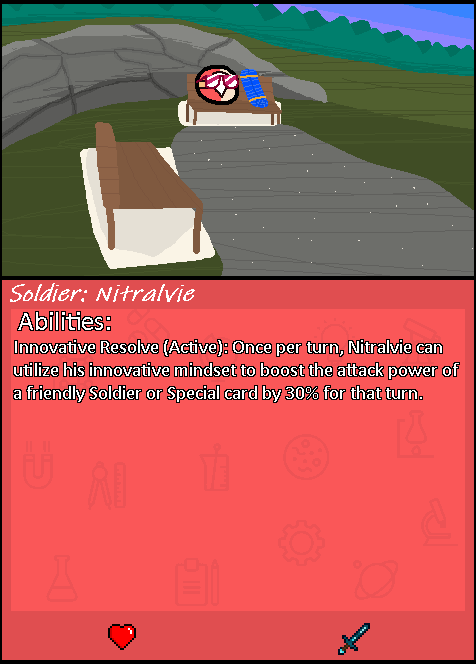 Soldier: Nitralvie
Abilities:
Innovative Resolve (Active): Once per turn, Nitralvie can
utilize his innovative mindset to boost the attack power of
a friendly Soldier or Special card by 30% for that turn.